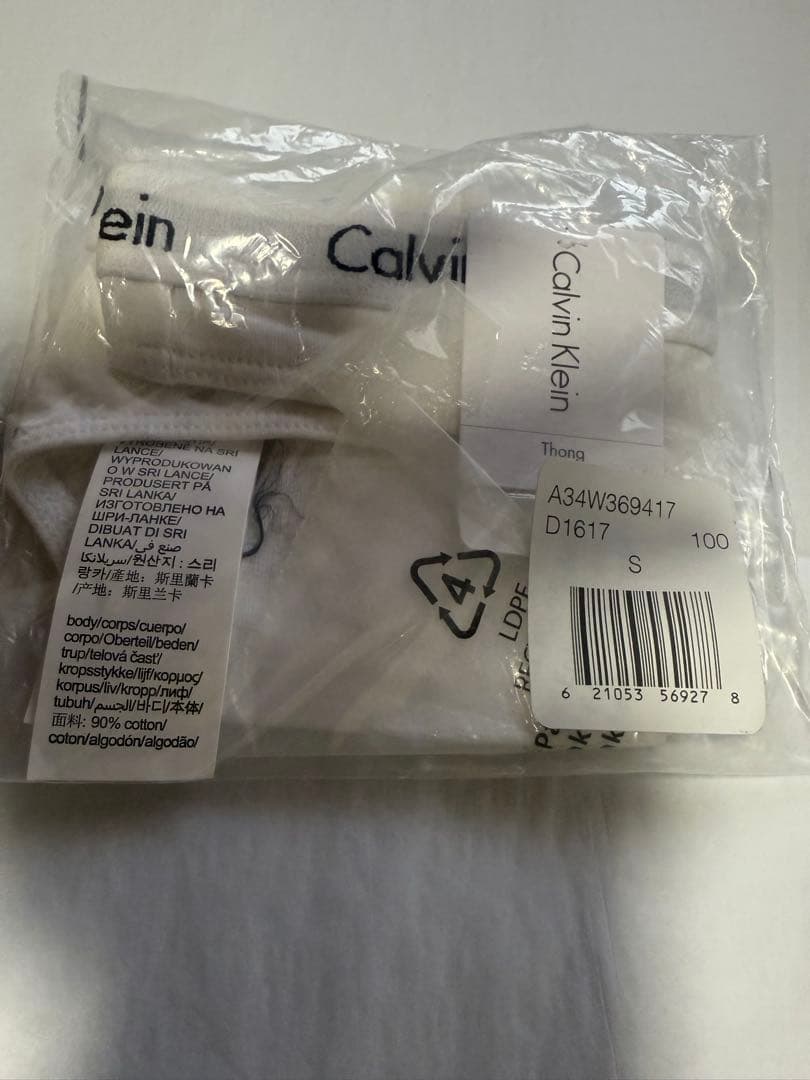 lein
Calvi
Calvin Klein
Thong
LANCE/
WYPRODUKOWAN
O W SRI LANCE/
PRODUSERT PÅ
SRI LANKA/
ИЗГОТОВЛЕНО НА
ШРИ-ЛАНКЕ/
DIBUAT DI SRI
LANKA/صنع في
سريلانكا/원산지 : 스리
랑카/產地：斯里蘭卡
/产地：斯里兰卡
body/corps/cuerpo/
corpo/Oberteil/beden/
trup/telová časť/
kropsstykke/lijf/κορμος/
korpus/liv/kropp/лиф/
tubuh/الجسم/바디/本体/
面料: 90% cotton/
coton/algodón/algodão/
4
LDPE
A34W369417
D1617 100
S
6 21053 56927 8